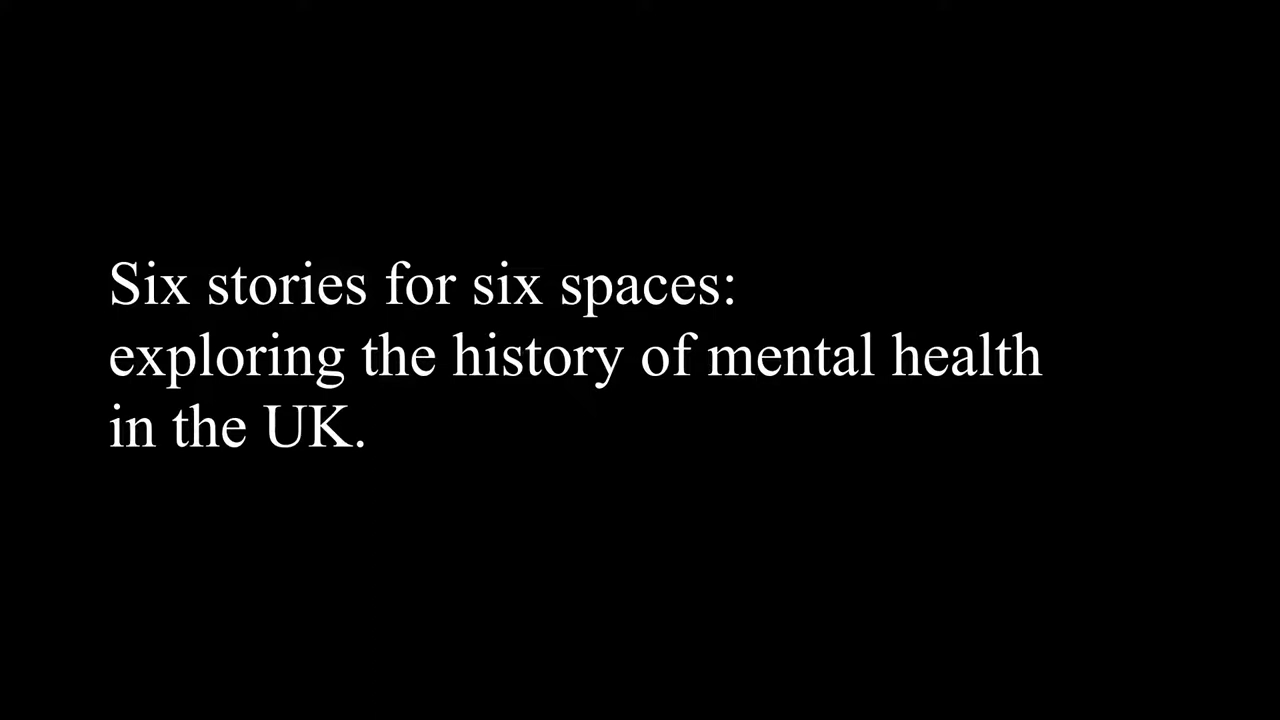 Six stories for six spaces:
exploring the history of mental health
in the UK.